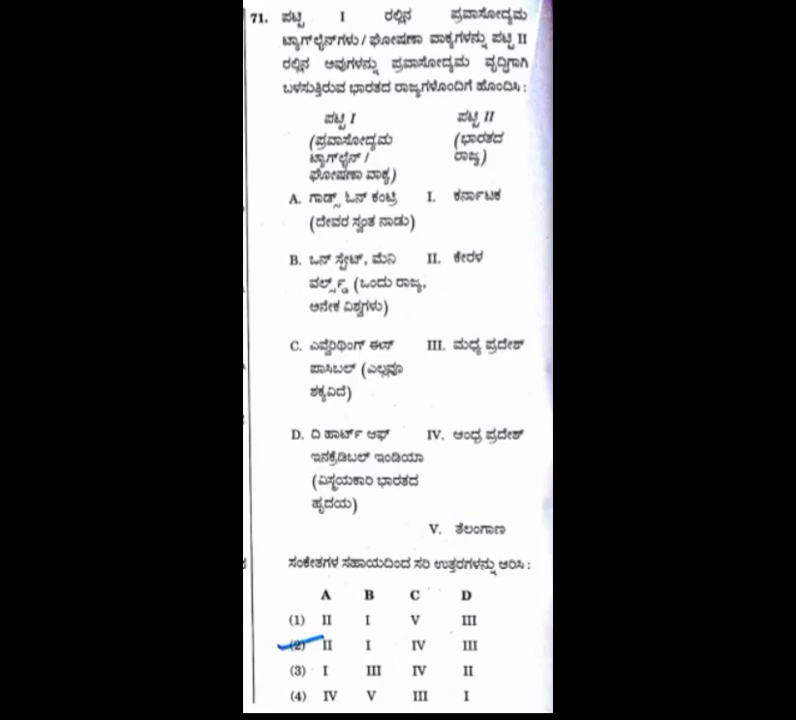 71. ಪಟ್ಟಿ I ರಲ್ಲಿನ ಪ್ರವಾಸೋದ್ಯಮ
ಟ್ಯಾಗ್‌ಲೈನ್‌ಗಳು / ಘೋಷಣಾ ವಾಕ್ಯಗಳನ್ನು ಪಟ್ಟಿ II
ರಲ್ಲಿನ ಅವುಗಳನ್ನು ಪ್ರವಾಸೋದ್ಯಮ ವೃದ್ಧಿಗಾಗಿ
ಬಳಸುತ್ತಿರುವ ಭಾರತದ ರಾಜ್ಯಗಳೊಂದಿಗೆ ಹೊಂದಿಸಿ :
ಪಟ್ಟಿ I ಪಟ್ಟಿ II
(ಪ್ರವಾಸೋದ್ಯಮ (ಭಾರತದ
ಟ್ಯಾಗ್‌ಲೈನ್ / ರಾಜ್ಯ)
ಘೋಷಣಾ ವಾಕ್ಯ)
A. ಗಾಡ್ಸ್ ಓನ್ ಕಂಟ್ರಿ I. ಕರ್ನಾಟಕ
(ದೇವರ ಸ್ವಂತ ನಾಡು)
B. ಒನ್ ಸ್ಟೇಟ್, ಮೆನಿ II. ಕೇರಳ
ವರ್ಲ್ಡ್ಸ್ (ಒಂದು ರಾಜ್ಯ,
ಅನೇಕ ವಿಶ್ವಗಳು)
C. ಎವ್ವೆರಿಥಿಂಗ್ ಈಸ್ III. ಮಧ್ಯ ಪ್ರದೇಶ್
ಪಾಸಿಬಲ್ (ಎಲ್ಲವೂ
ಶಕ್ಯವಿದೆ)
D. ದಿ ಹಾರ್ಟ್ ಆಫ್ IV. ಆಂಧ್ರ ಪ್ರದೇಶ್
ಇನಕ್ರೆಡಿಬಲ್ ಇಂಡಿಯಾ
(ವಿಸ್ಮಯಕಾರಿ ಭಾರತದ
ಹೃದಯ)
V. ತೆಲಂಗಾಣ
ಸಂಕೇತಗಳ ಸಹಾಯದಿಂದ ಸರಿ ಉತ್ತರಗಳನ್ನು ಆರಿಸಿ :
A B C D
(1) II I V III
(2) II I IV III
(3) I III IV II
(4) IV V III I